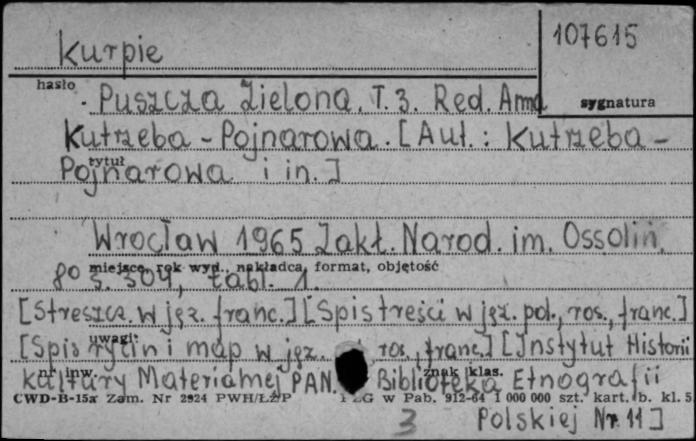 Kurpie
107615
hasło
Puszcza Zielona. T. 3. Red. Anna
sygnatura
Kutrzeba - Pojnarowa. [Aut.: Kutrzeba -
tytuł
Pojnarowa i in.]
Wrocław 1965 Zakł. Narod. im. Ossolin.
miejsce, rok wyd., nakładca, format, objętość
8° s. 504, tabl. 1.
[Streszcz. w jęz. franc.] [Spis treści w jęz. pol., ros., franc.]
uwagi:
[Spis rycin i map w jęz. ros., franc.] [Instytut Historii
nr inw.
znak klas.
Kultury Materialnej PAN. Biblioteka Etnografii
CWD-B-15a Zam. Nr 2924 PWH/ŁZ/P PZG w Pab. 912-64 1 000 000 szt. kart. b. kl. 5
3
Polskiej Nr 11]